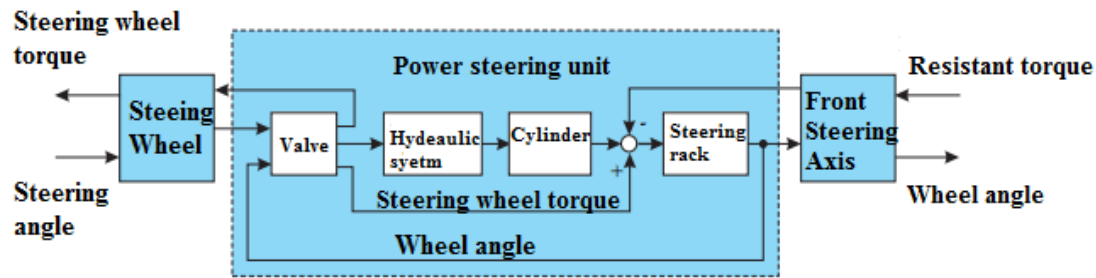 Steering wheel
torque
Power steering unit
Resistant torque
Steeing
Wheel
Front
Steering
Axis
-
Valve
Hydeaulic
syetm
Cylinder
Steering
rack
+
Steering
angle
Steering wheel torque
Wheel angle
Wheel angle